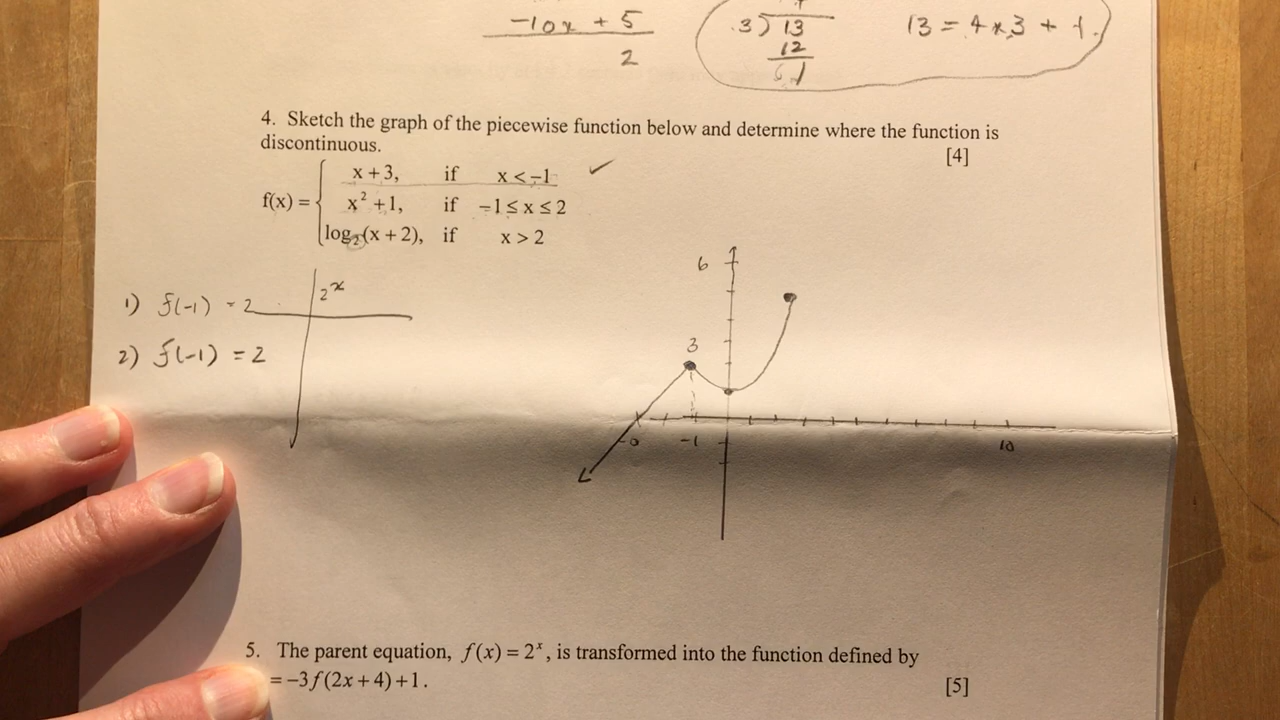 -10x + 5
2
3) 13
12
1
13 = 4 x 3 + 1.
4. Sketch the graph of the piecewise function below and determine where the function is
discontinuous.
[4]
x + 3, if x < -1
f(x) = { x² + 1, if -1 ≤ x ≤ 2
log₂(x + 2), if x > 2
1) f(-1) = 2
2ˣ
2) f(-1) = 2
6
3
-1
10
5. The parent equation, f(x) = 2ˣ, is transformed into the function defined by
= -3f(2x + 4) + 1.
[5]